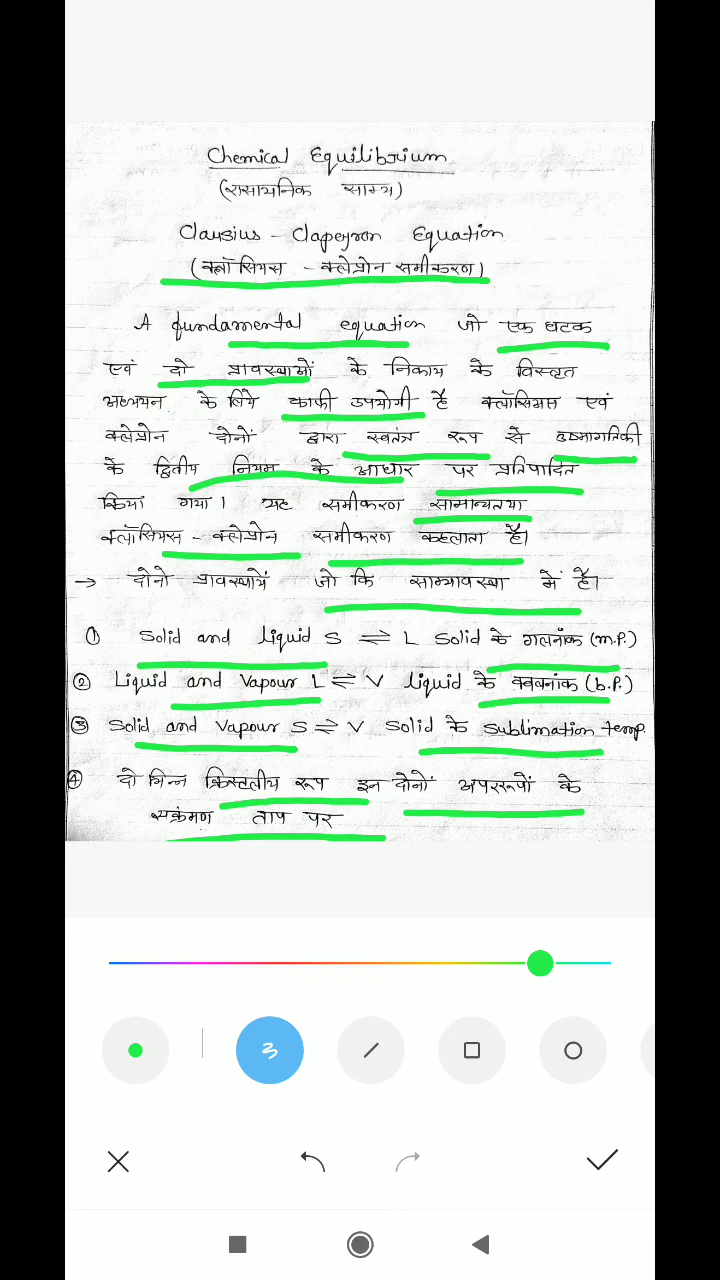 Chemical Equilibrium
(रासायनिक साम्य)
Clausius - Clapeyron Equation
(क्लॉसियस - क्लेप्रोन समीकरण)
A fundamental equation जो एक घटक
एवं दो प्रावस्थाओं के निकाय के विस्तृत
अध्ययन के लिये काफी उपयोगी है क्लॉसियस एवं
क्लेप्रोन दोनों द्वारा स्वतंत्र रूप से ऊष्मागतिकी
के द्वितीय नियम के आधार पर प्रतिपादित
किया गया। यह समीकरण सामान्यतया
क्लॉसियस - क्लेप्रोन समीकरण कहलाता है।
→ दोनो प्रावस्थायें जो कि साम्यावस्था में है।
① Solid and liquid S ⇌ L Solid के गलनांक (m.p.)
② Liquid and Vapour L ⇌ V liquid के क्वथनांक (b.p.)
③ Solid and Vapour S ⇌ V Solid के Sublimation temp.
④ दो भिन्न क्रिस्टलीय रूप इन दोनों अपररूपों के
संक्रमण ताप पर